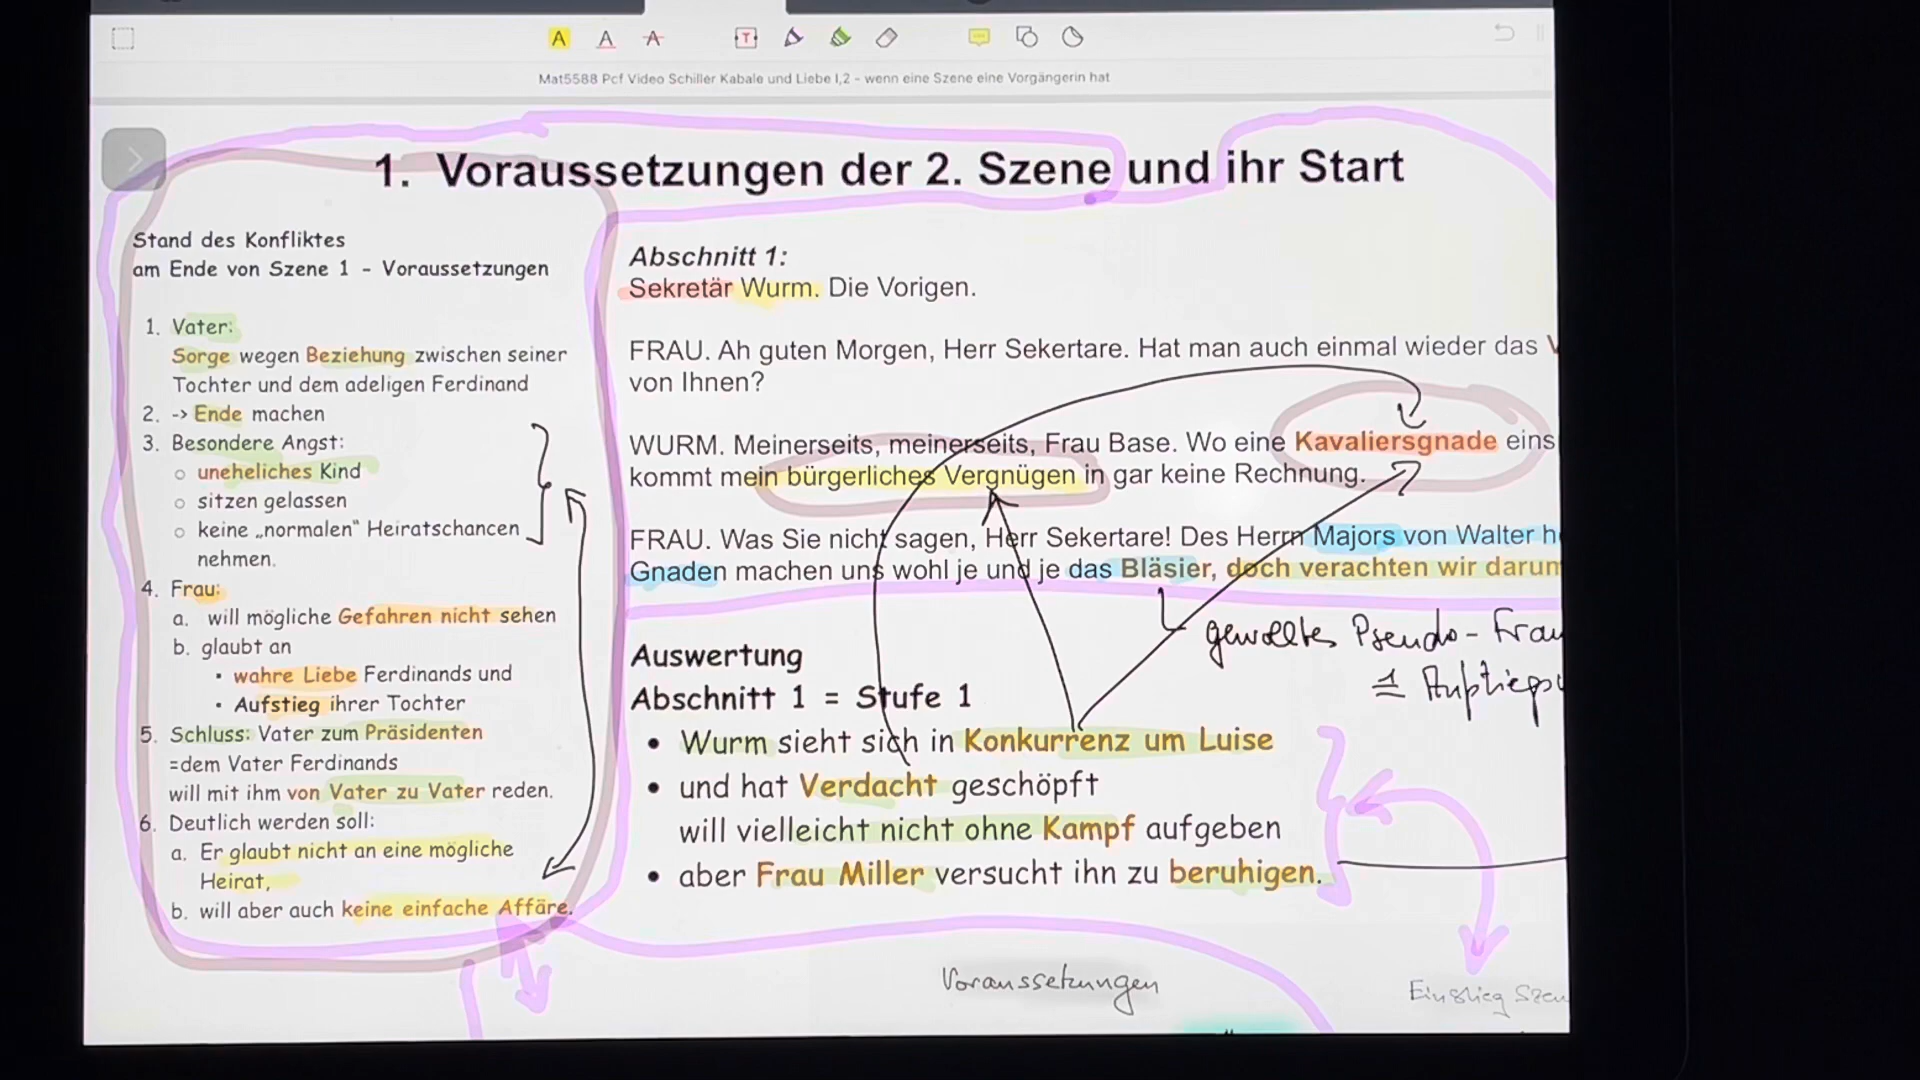 Mat5588 Pcf Video Schiller Kabale und Liebe I,2 - wenn eine Szene eine Vorgängerin hat
1. Voraussetzungen der 2. Szene und ihr Start
Stand des Konfliktes
am Ende von Szene 1 - Voraussetzungen
1. Vater:
Sorge wegen Beziehung zwischen seiner
Tochter und dem adeligen Ferdinand
2. -> Ende machen
3. Besondere Angst:
○ uneheliches Kind
○ sitzen gelassen
○ keine „normalen" Heiratschancen
nehmen.
4. Frau:
a. will mögliche Gefahren nicht sehen
b. glaubt an
• wahre Liebe Ferdinands und
• Aufstieg ihrer Tochter
5. Schluss: Vater zum Präsidenten
=dem Vater Ferdinands
will mit ihm von Vater zu Vater reden.
6. Deutlich werden soll:
a. Er glaubt nicht an eine mögliche
Heirat,
b. will aber auch keine einfache Affäre.
Abschnitt 1:
Sekretär Wurm. Die Vorigen.
FRAU. Ah guten Morgen, Herr Sekertare. Hat man auch einmal wieder das
von Ihnen?
WURM. Meinerseits, meinerseits, Frau Base. Wo eine Kavaliersgnade eins
kommt mein bürgerliches Vergnügen in gar keine Rechnung.
FRAU. Was Sie nicht sagen, Herr Sekertare! Des Herrn Majors von Walter h
Gnaden machen uns wohl je und je das Bläsier, doch verachten wir darum
gewolltes Pseudo-Frau
Auswertung
Abschnitt 1 = Stufe 1
• Wurm sieht sich in Konkurrenz um Luise
• und hat Verdacht geschöpft
will vielleicht nicht ohne Kampf aufgeben
• aber Frau Miller versucht ihn zu beruhigen.
Voraussetzungen
Einstieg Szen